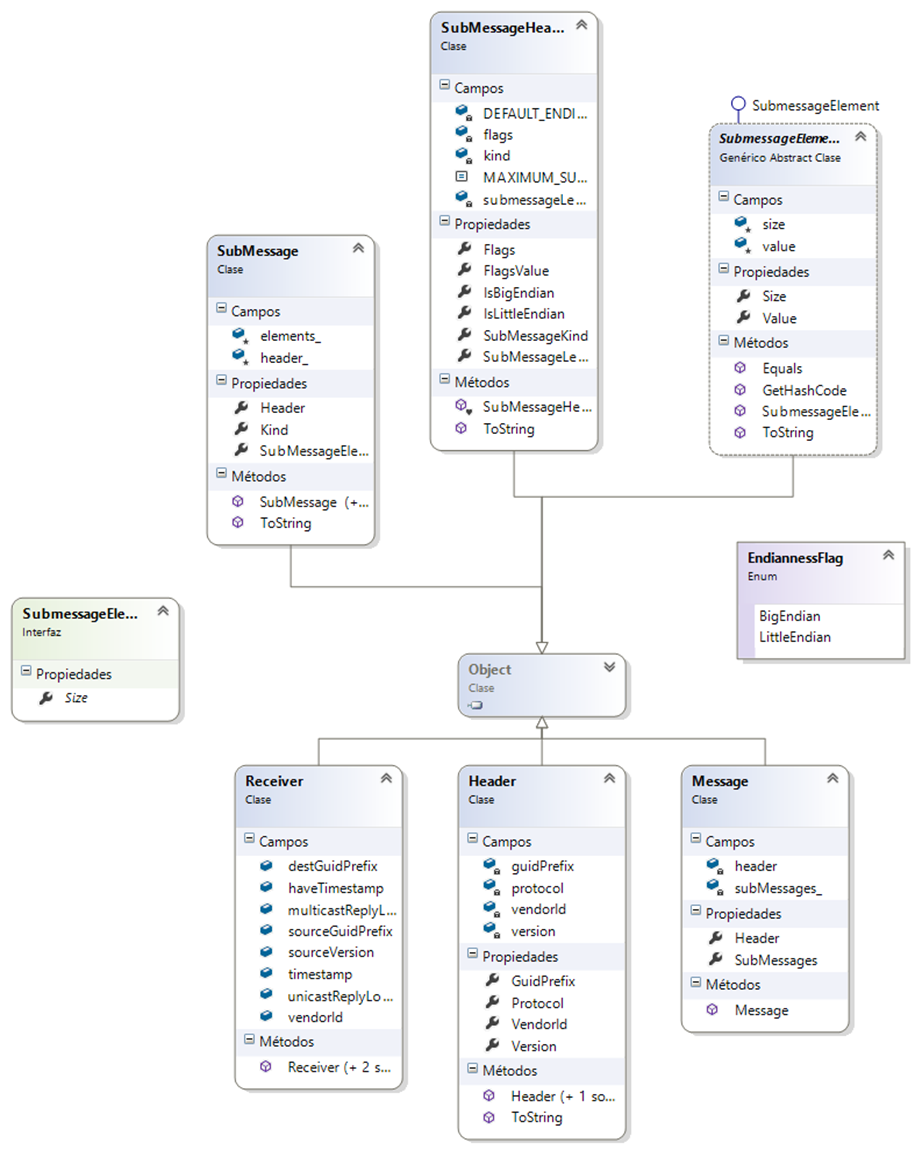 SubMessageHea...
Clase
Campos
DEFAULT_ENDI...
flags
kind
MAXIMUM_SU...
submessageLe...
Propiedades
Flags
FlagsValue
IsBigEndian
IsLittleEndian
SubMessageKind
SubMessageLe...
Métodos
SubMessageHe...
ToString
SubmessageElement
SubmessageEleme...
Genérico Abstract Clase
Campos
size
value
Propiedades
Size
Value
Métodos
Equals
GetHashCode
SubmessageEle...
ToString
SubMessage
Clase
Campos
elements_
header_
Propiedades
Header
Kind
SubMessageEle...
Métodos
SubMessage (+...
ToString
EndiannessFlag
Enum
BigEndian
LittleEndian
SubmessageEle...
Interfaz
Propiedades
Size
Object
Clase
Receiver
Clase
Campos
destGuidPrefix
haveTimestamp
multicastReplyL...
sourceGuidPrefix
sourceVersion
timestamp
unicastReplyLo...
vendorId
Métodos
Receiver (+ 2 s...
Header
Clase
Campos
guidPrefix
protocol
vendorId
version
Propiedades
GuidPrefix
Protocol
VendorId
Version
Métodos
Header (+ 1 so...
ToString
Message
Clase
Campos
header
subMessages_
Propiedades
Header
SubMessages
Métodos
Message